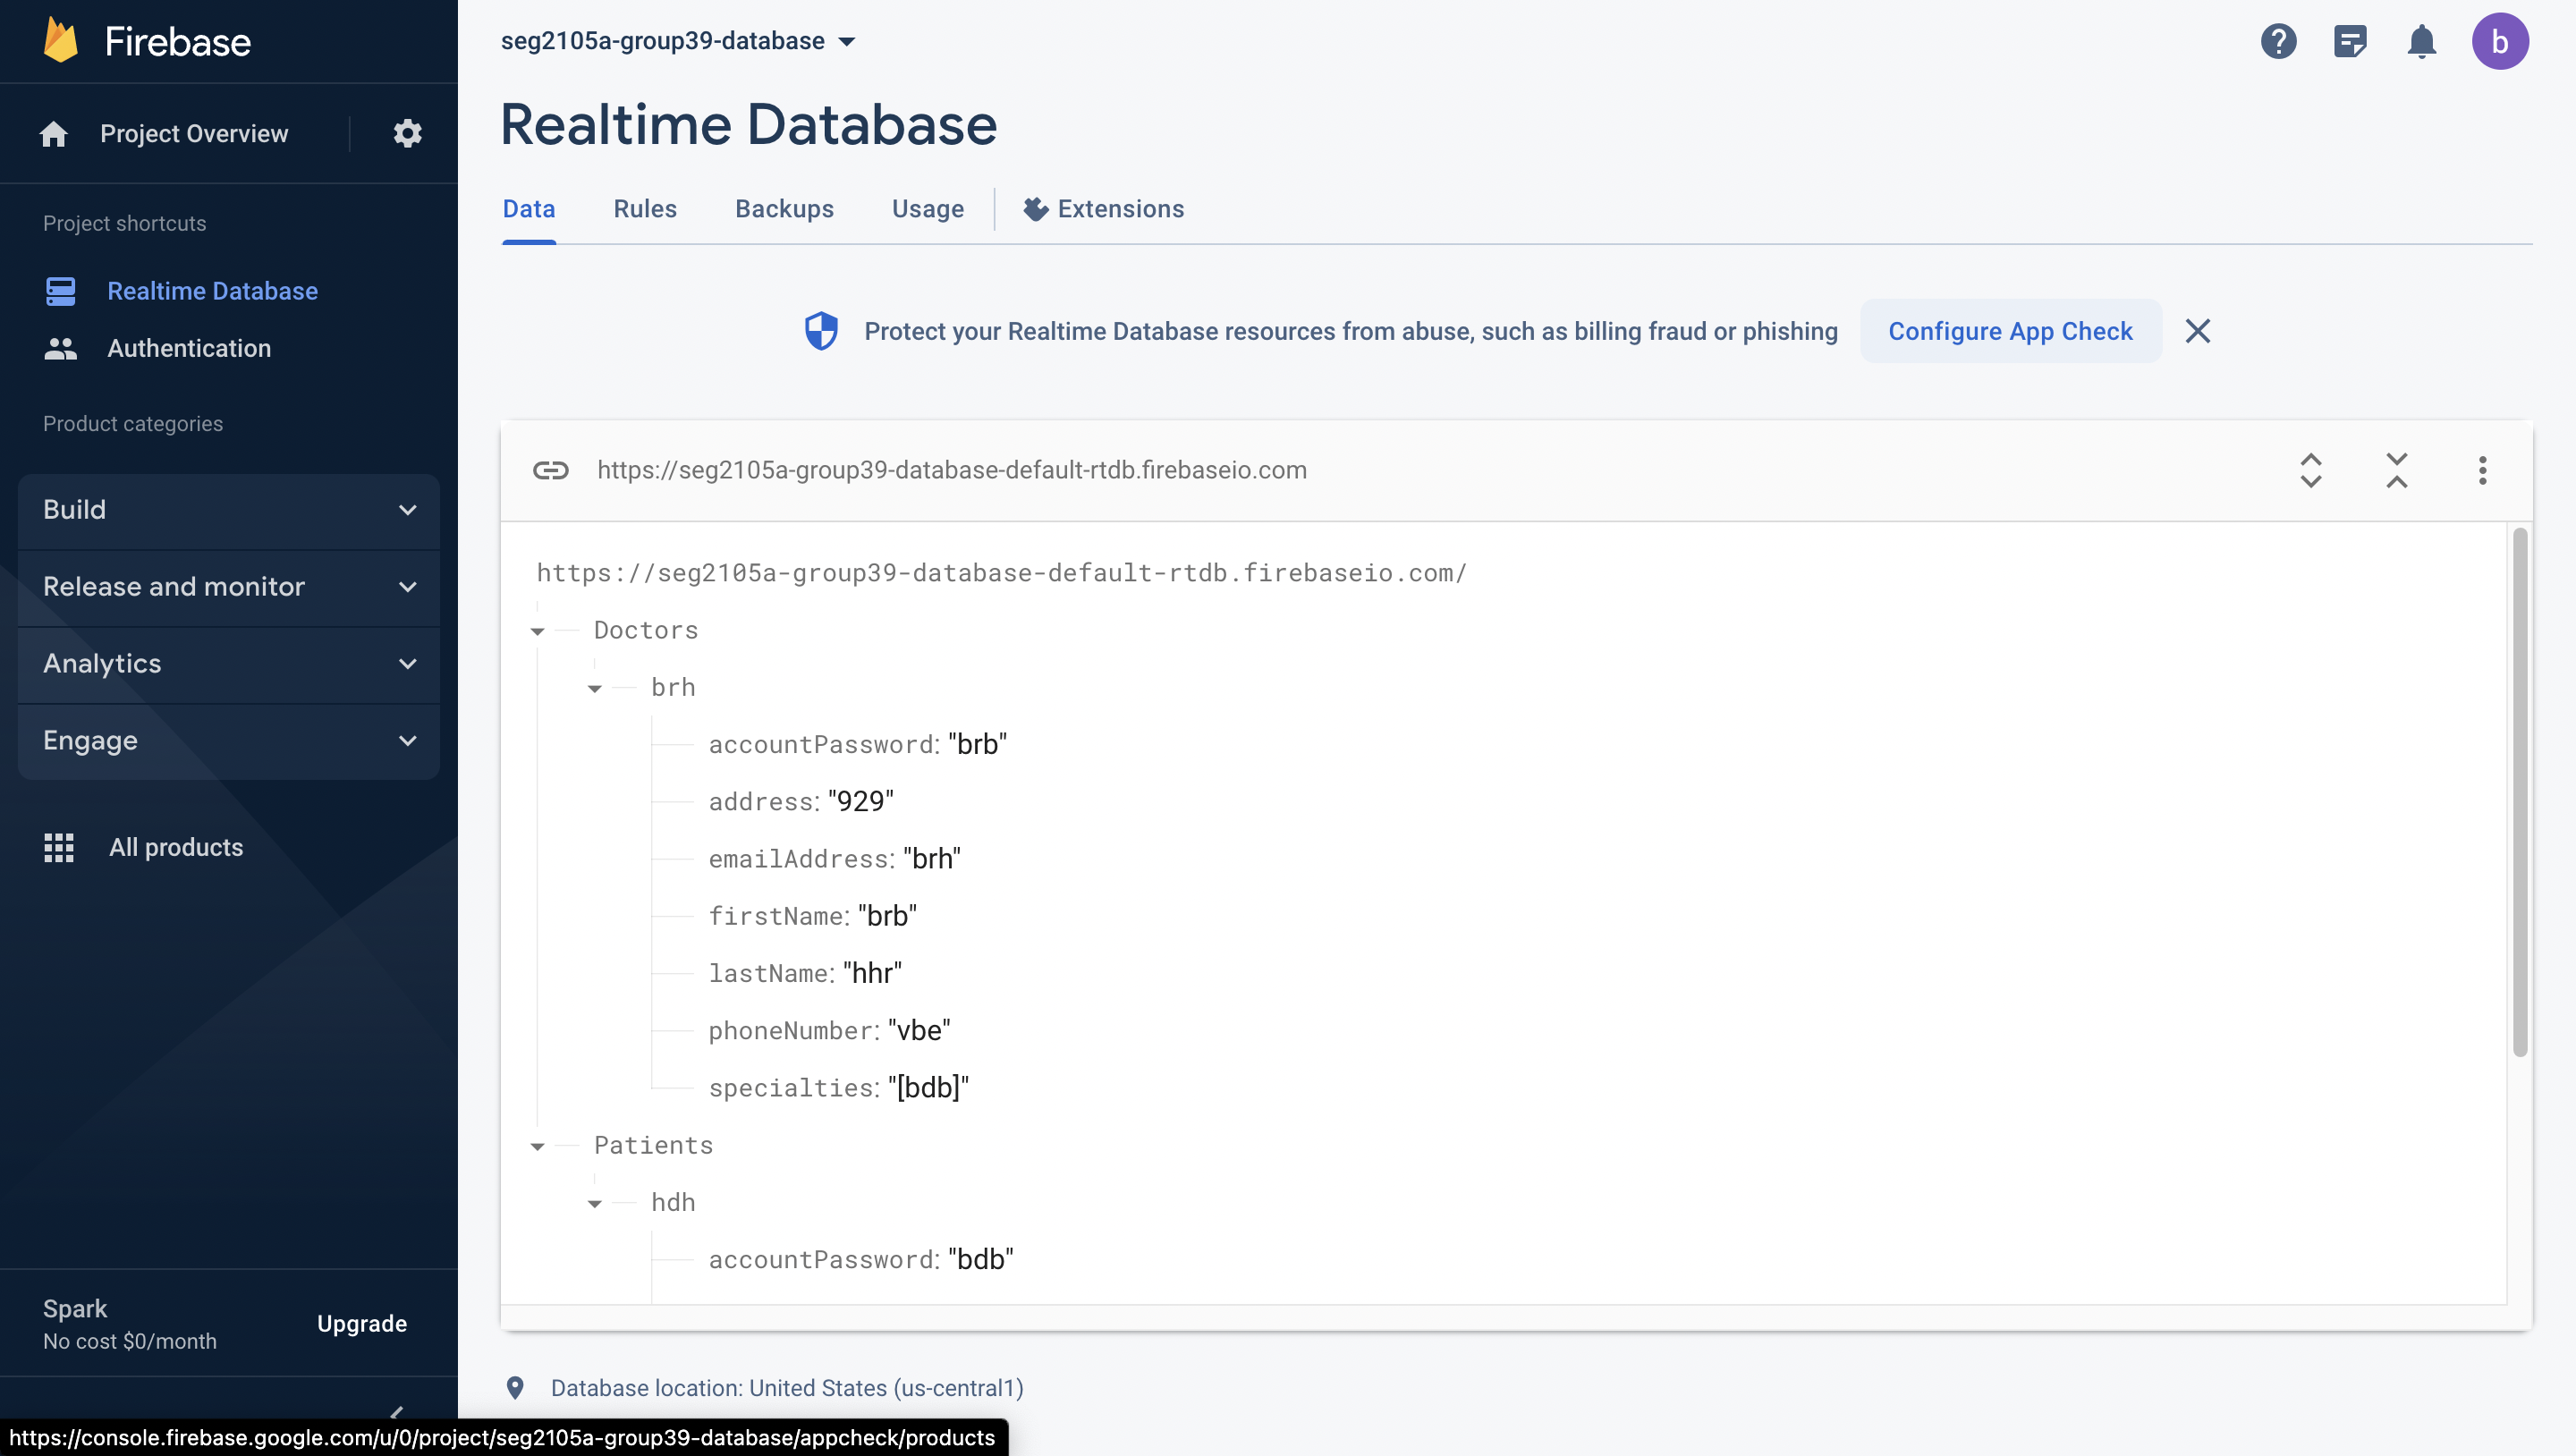 Firebase
Project Overview
Project shortcuts
Realtime Database
Authentication
Product categories
Build
Release and monitor
Analytics
Engage
All products
Spark
No cost $0/month
Upgrade
seg2105a-group39-database
b
Realtime Database
Data Rules Backups Usage Extensions
Protect your Realtime Database resources from abuse, such as billing fraud or phishing Configure App Check
https://seg2105a-group39-database-default-rtdb.firebaseio.com
https://seg2105a-group39-database-default-rtdb.firebaseio.com/
Doctors
brh
accountPassword: "brb"
address: "929"
emailAddress: "brh"
firstName: "brb"
lastName: "hhr"
phoneNumber: "vbe"
specialties: "[bdb]"
Patients
hdh
accountPassword: "bdb"
Database location: United States (us-central1)
https://console.firebase.google.com/u/0/project/seg2105a-group39-database/appcheck/products